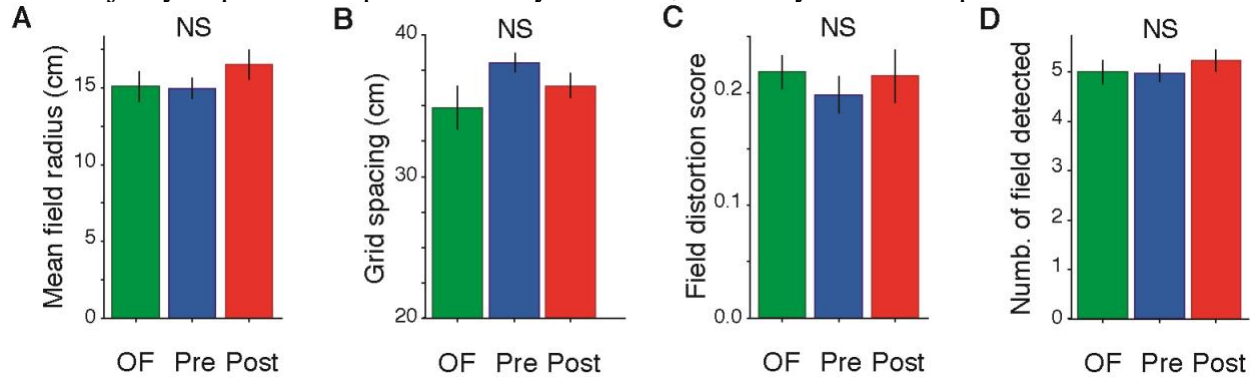 A
NS
Mean field radius (cm)
15
10
5
0
OF Pre Post
B
NS
Grid spacing (cm)
40
30
20
OF Pre Post
C
NS
Field distortion score
0.2
0.1
0.0
OF Pre Post
D
NS
Numb. of field detected
5
4
3
2
1
0
OF Pre Post